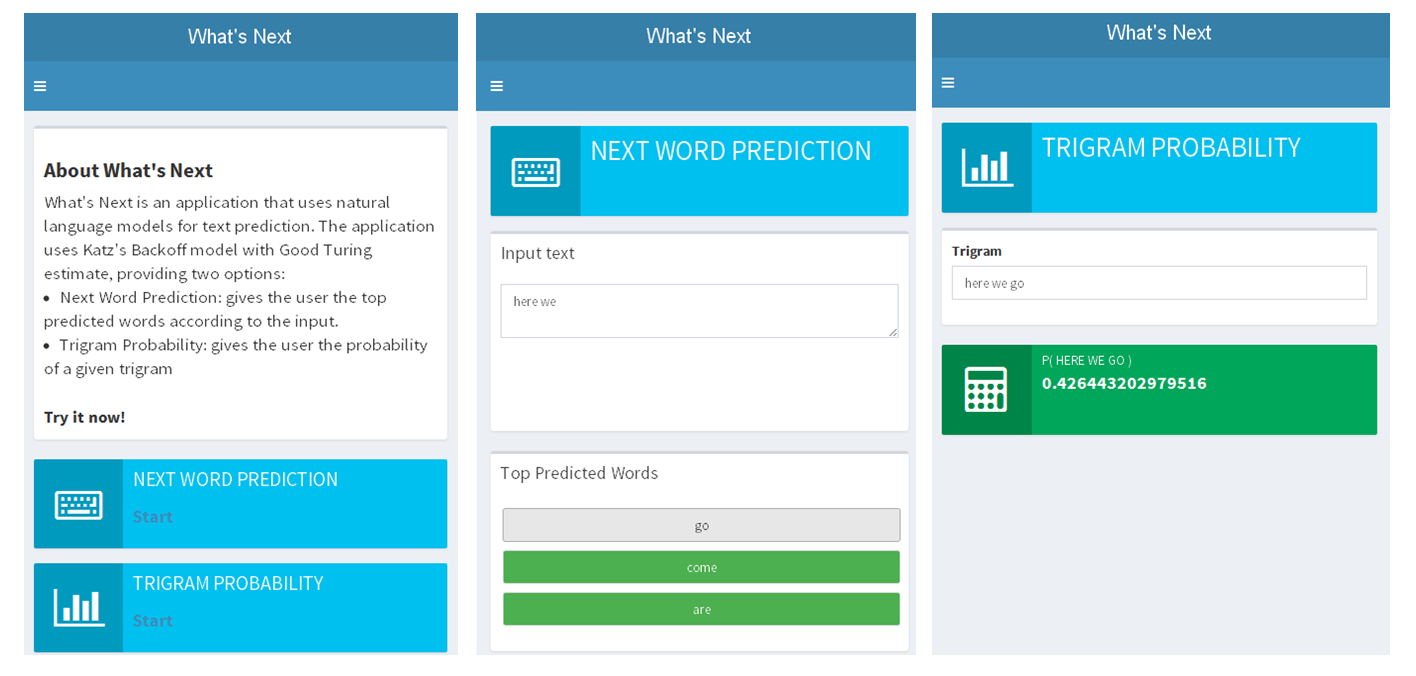 What's Next
About What's Next
What's Next is an application that uses natural
language models for text prediction. The application
uses Katz's Backoff model with Good Turing
estimate, providing two options:
• Next Word Prediction: gives the user the top
predicted words according to the input.
• Trigram Probability: gives the user the probability
of a given trigram
Try it now!
NEXT WORD PREDICTION
Start
TRIGRAM PROBABILITY
Start
What's Next
NEXT WORD PREDICTION
Input text
here we
Top Predicted Words
go
come
are
What's Next
TRIGRAM PROBABILITY
Trigram
here we go
P( HERE WE GO )
0.426443202979516